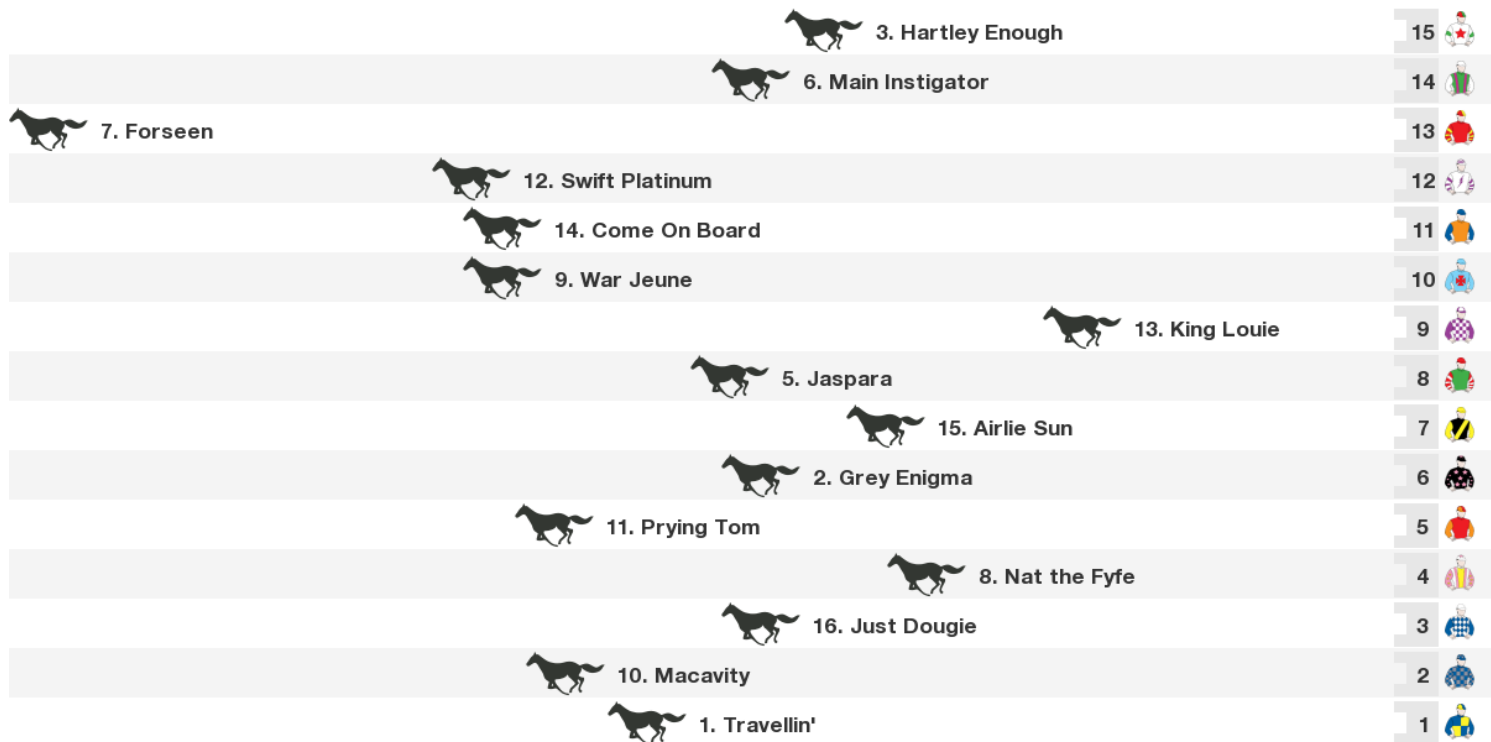 3. Hartley Enough 15
6. Main Instigator 14
7. Forseen 13
12. Swift Platinum 12
14. Come On Board 11
9. War Jeune 10
13. King Louie 9
5. Jaspara 8
15. Airlie Sun 7
2. Grey Enigma 6
11. Prying Tom 5
8. Nat the Fyfe 4
16. Just Dougie 3
10. Macavity 2
1. Travellin' 1